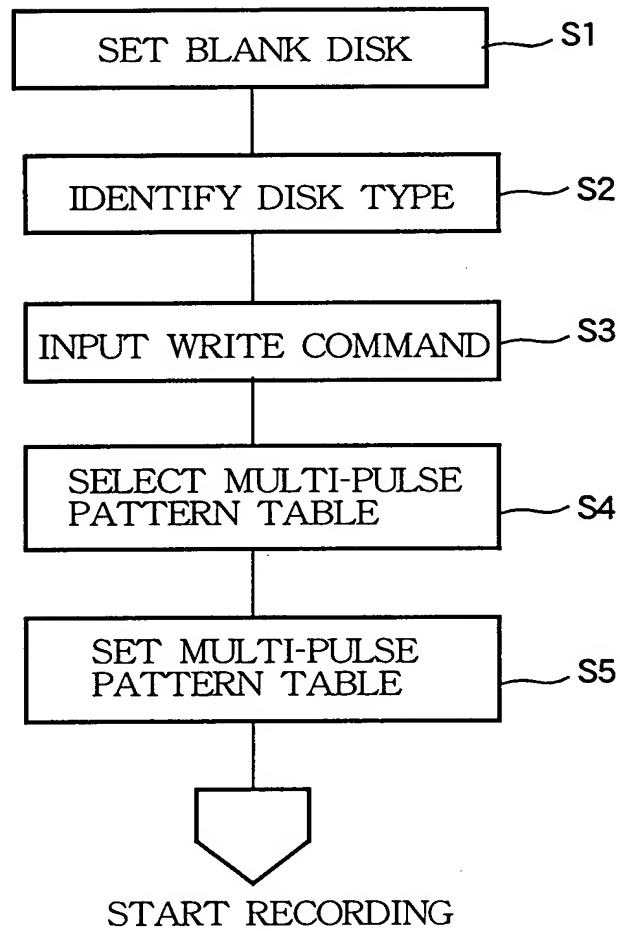 SET BLANK DISK
S1
IDENTIFY DISK TYPE
S2
INPUT WRITE COMMAND
S3
SELECT MULTI-PULSE
PATTERN TABLE
S4
SET MULTI-PULSE
PATTERN TABLE
S5
START RECORDING